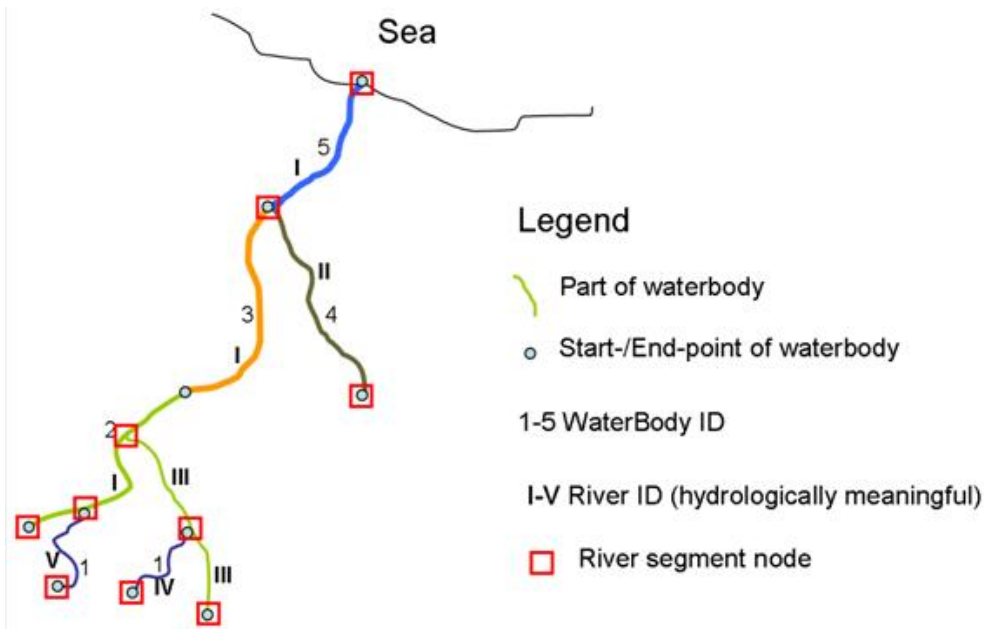 Sea
5
I
II
3
4
I
Legend
Part of waterbody
Start-/End-point of waterbody
1-5 WaterBody ID
I-V River ID (hydrologically meaningful)
River segment node
2
I
III
V
1
1
IV
III